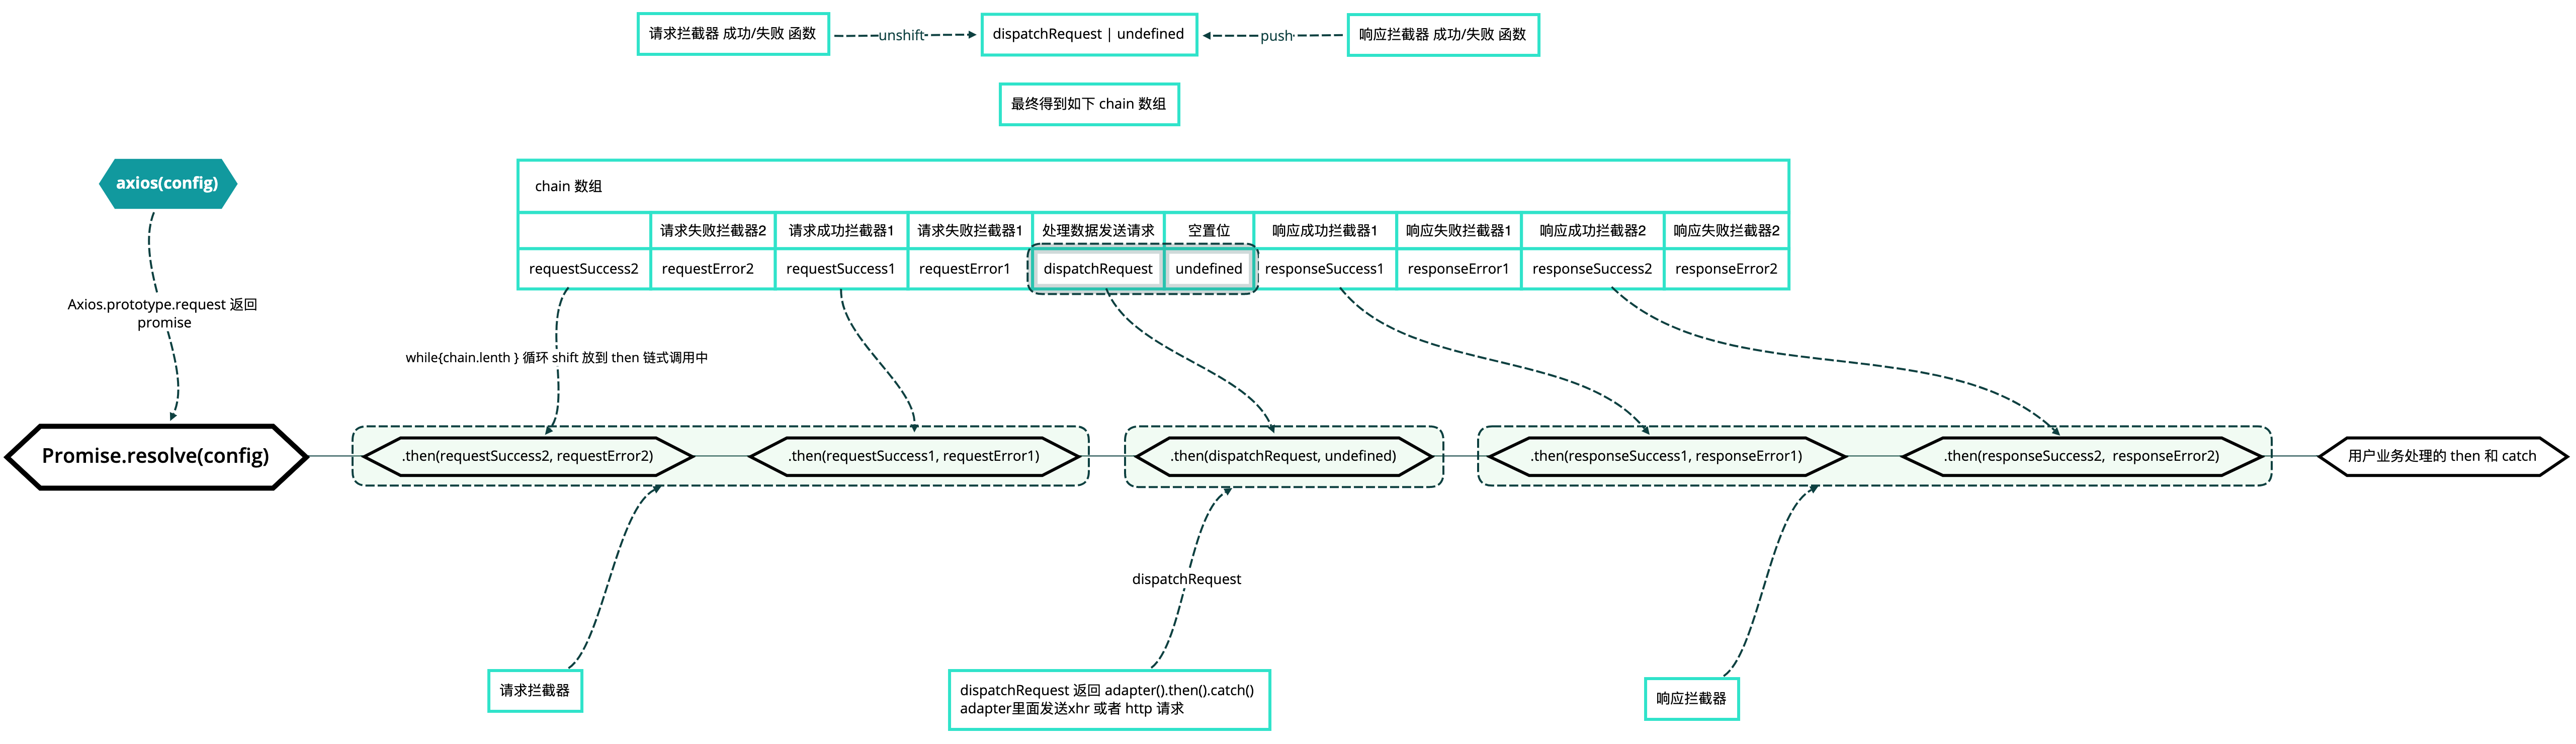 请求拦截器 成功/失败 函数
unshift
dispatchRequest | undefined
push
响应拦截器 成功/失败 函数
最终得到如下 chain 数组
axios(config)
chain 数组
请求失败拦截器2
请求成功拦截器1
请求失败拦截器1
处理数据发送请求
空置位
响应成功拦截器1
响应失败拦截器1
响应成功拦截器2
响应失败拦截器2
requestSuccess2
requestError2
requestSuccess1
requestError1
dispatchRequest
undefined
responseSuccess1
responseError1
responseSuccess2
responseError2
Axios.prototype.request 返回
promise
while{chain.lenth } 循环 shift 放到 then 链式调用中
Promise.resolve(config)
.then(requestSuccess2, requestError2)
.then(requestSuccess1, requestError1)
.then(dispatchRequest, undefined)
.then(responseSuccess1, responseError1)
.then(responseSuccess2,  responseError2)
用户业务处理的 then 和 catch
dispatchRequest
请求拦截器
dispatchRequest 返回 adapter().then().catch()
adapter里面发送xhr 或者 http 请求
响应拦截器